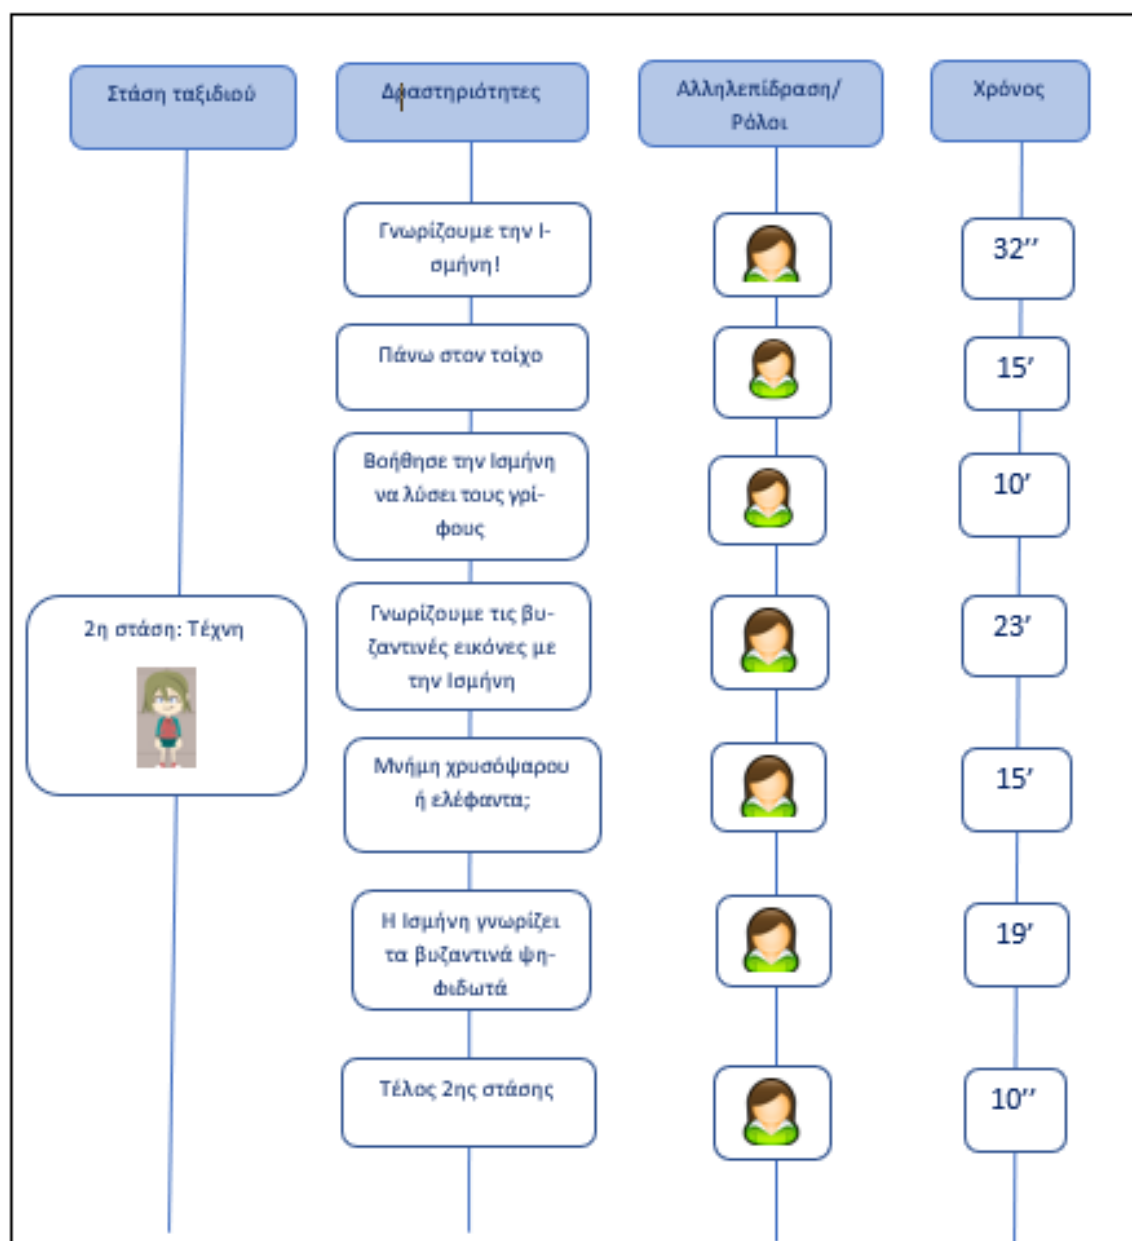 Στάση ταξιδιού
Δραστηριότητες
Αλληλεπίδραση/
Ρόλοι
Χρόνος
Γνωρίζουμε την Ι-
σμήνη!
32’’
Πάνω στον τοίχο
15’
Βοήθησε την Ισμήνη
να λύσει τους γρί-
φους
10’
2η στάση: Τέχνη
Γνωρίζουμε τις βυ-
ζαντινές εικόνες με
την Ισμήνη
23’
Μνήμη χρυσόψαρου
ή ελέφαντα;
15’
Η Ισμήνη γνωρίζει
τα βυζαντινά ψη-
φιδωτά
19’
Τέλος 2ης στάσης
10’’